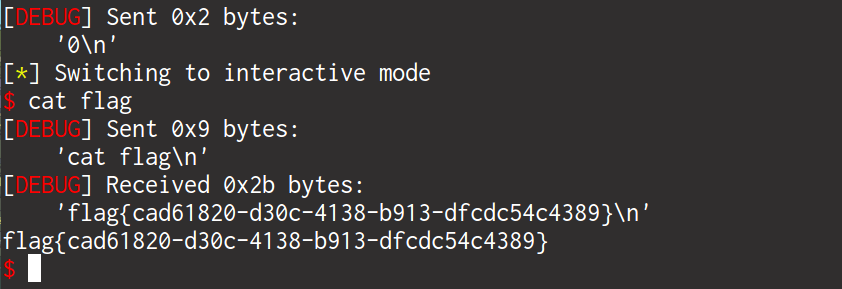 [DEBUG] Sent 0x2 bytes:
    '0\n'
[*] Switching to interactive mode
$ cat flag
[DEBUG] Sent 0x9 bytes:
    'cat flag\n'
[DEBUG] Received 0x2b bytes:
    'flag{cad61820-d30c-4138-b913-dfcdc54c4389}\n'
flag{cad61820-d30c-4138-b913-dfcdc54c4389}
$